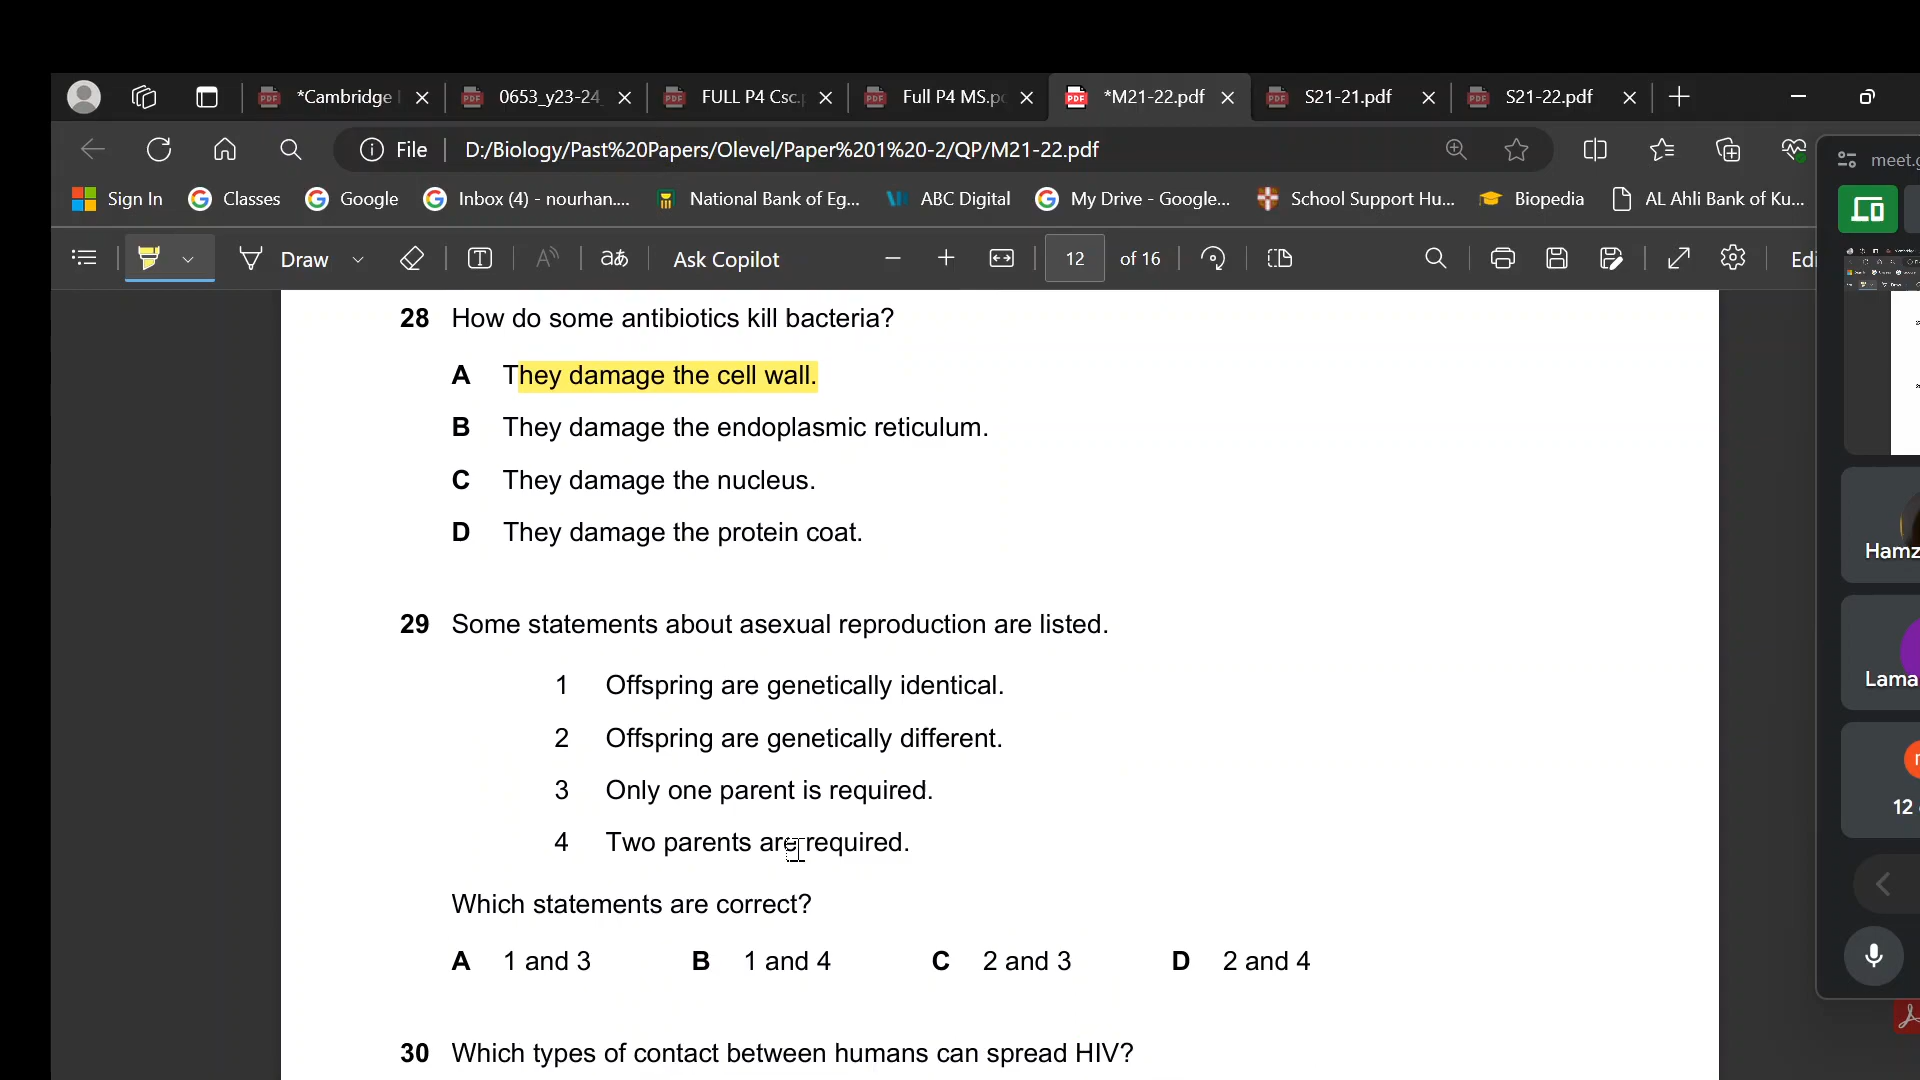 *Cambridge
0653_y23-24_
FULL P4 Csc.
Full P4 MS.p
*M21-22.pdf
S21-21.pdf
S21-22.pdf
File
D:/Biology/Past%20Papers/Olevel/Paper%201%20-2/QP/M21-22.pdf
meet.g
Sign In
Classes
Google
Inbox (4) - nourhan....
National Bank of Eg...
ABC Digital
My Drive - Google...
School Support Hu...
Biopedia
AL Ahli Bank of Ku...
Draw
Ask Copilot
12
of 16
Edi
28 How do some antibiotics kill bacteria?
A They damage the cell wall.
B They damage the endoplasmic reticulum.
C They damage the nucleus.
D They damage the protein coat.
29 Some statements about asexual reproduction are listed.
1 Offspring are genetically identical.
2 Offspring are genetically different.
3 Only one parent is required.
4 Two parents are required.
Which statements are correct?
A 1 and 3 B 1 and 4 C 2 and 3 D 2 and 4
30 Which types of contact between humans can spread HIV?
Hamz
Lama
12